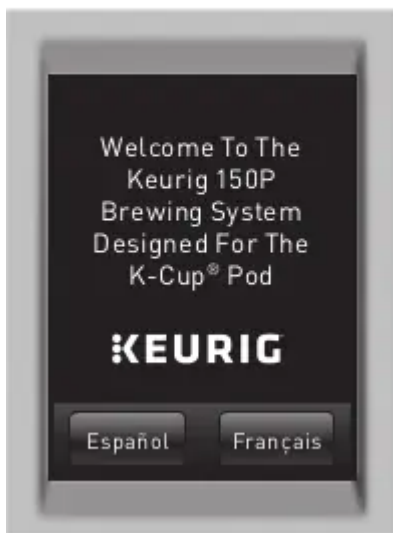 Welcome To The
Keurig 150P
Brewing System
Designed For The
K-Cup® Pod
KEURIG
Español Français